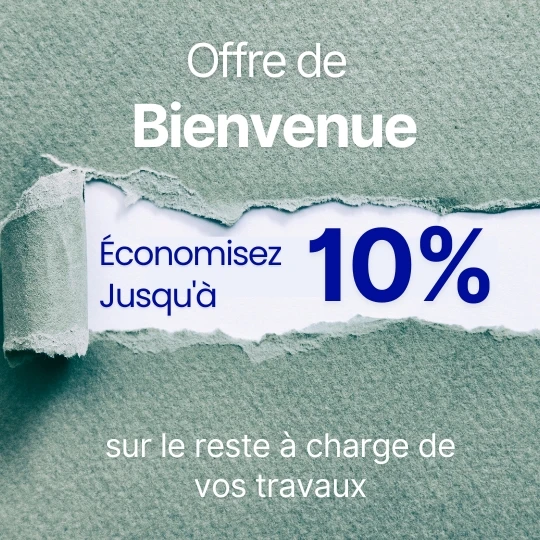 Offre de
Bienvenue
Économisez
Jusqu'à
10%
sur le reste à charge de
vos travaux